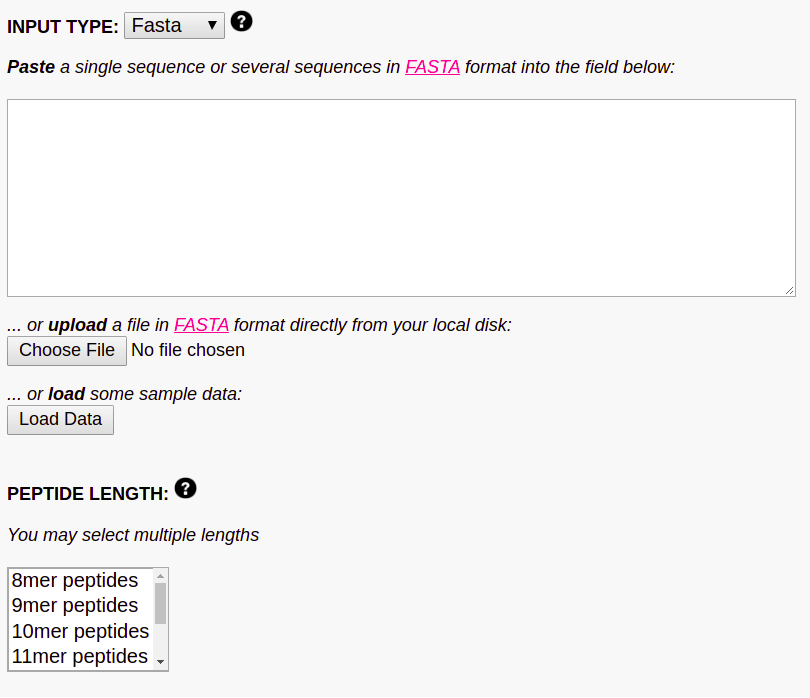 INPUT TYPE: Fasta ▼ ?
Paste a single sequence or several sequences in FASTA format into the field below:
... or upload a file in FASTA format directly from your local disk:
Choose File No file chosen
... or load some sample data:
Load Data
PEPTIDE LENGTH: ?
You may select multiple lengths
8mer peptides
9mer peptides
10mer peptides
11mer peptides